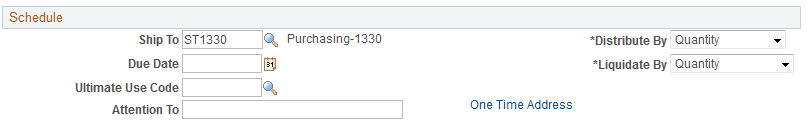 Schedule
Ship To ST1330 Purchasing-1330 *Distribute By Quantity
Due Date 31 *Liquidate By Quantity
Ultimate Use Code
Attention To One Time Address